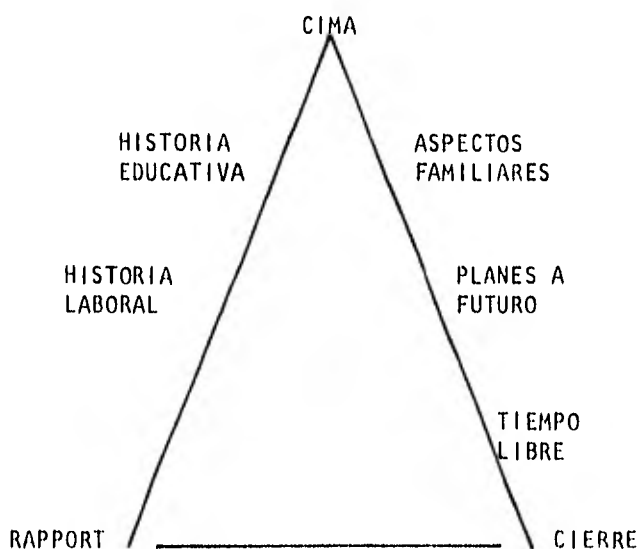 CIMA
HISTORIA
EDUCATIVA
ASPECTOS
FAMILIARES
HISTORIA
LABORAL
PLANES A
FUTURO
TIEMPO
LIBRE
RAPPORT
CIERRE